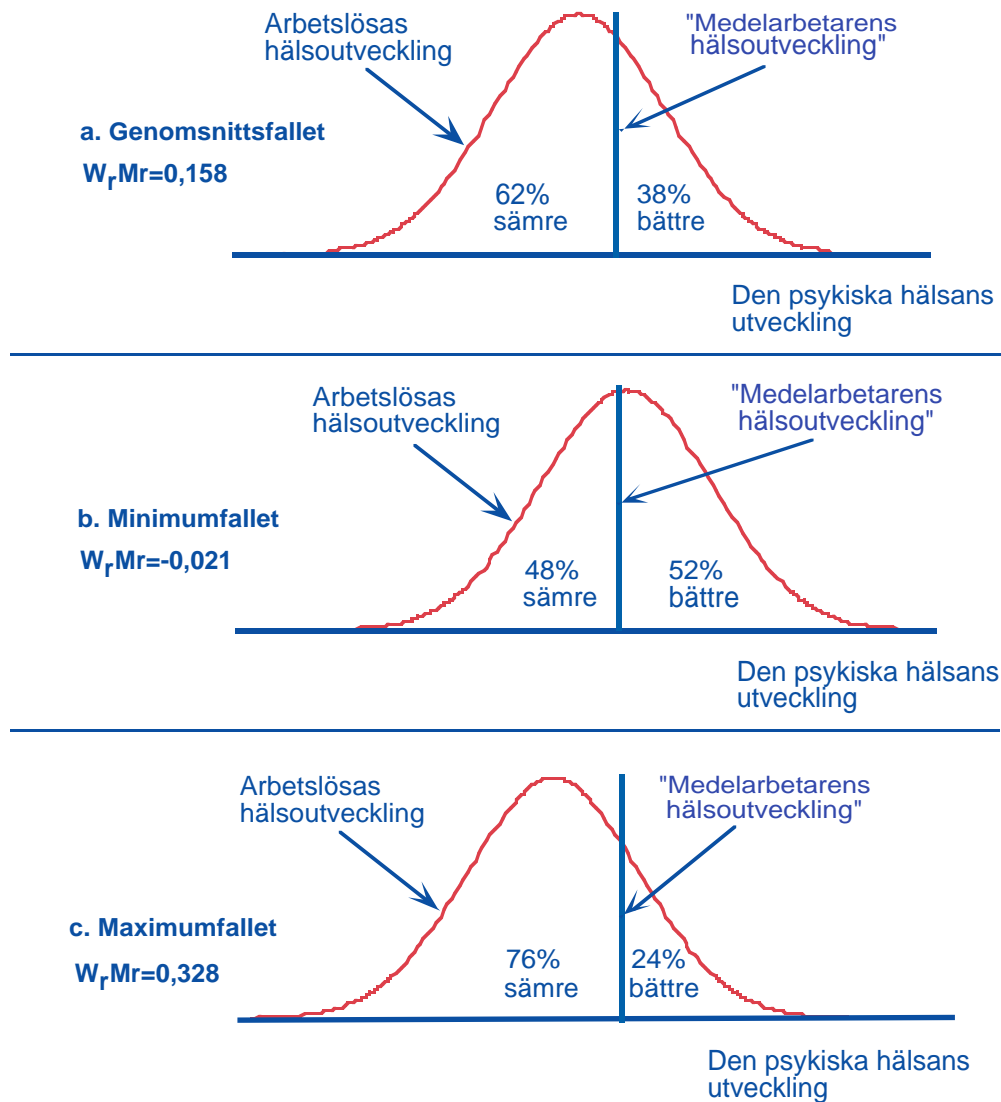 Arbetslösas
hälsoutveckling
"Medelarbetarens
hälsoutveckling"
a. Genomsnittsfallet
WrMr=0,158
62%
sämre
38%
bättre
Den psykiska hälsans
utveckling
Arbetslösas
hälsoutveckling
"Medelarbetarens
hälsoutveckling"
b. Minimumfallet
WrMr=-0,021
48%
sämre
52%
bättre
Den psykiska hälsans
utveckling
Arbetslösas
hälsoutveckling
"Medelarbetarens
hälsoutveckling"
c. Maximumfallet
WrMr=0,328
76%
sämre
24%
bättre
Den psykiska hälsans
utveckling